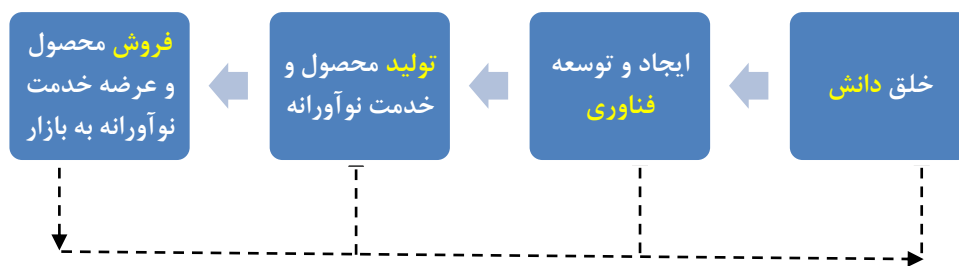 خلق دانش
ایجاد و توسعه
فناوری
تولید محصول و
خدمت نوآورانه
فروش محصول
و عرضه خدمت
نوآورانه به بازار